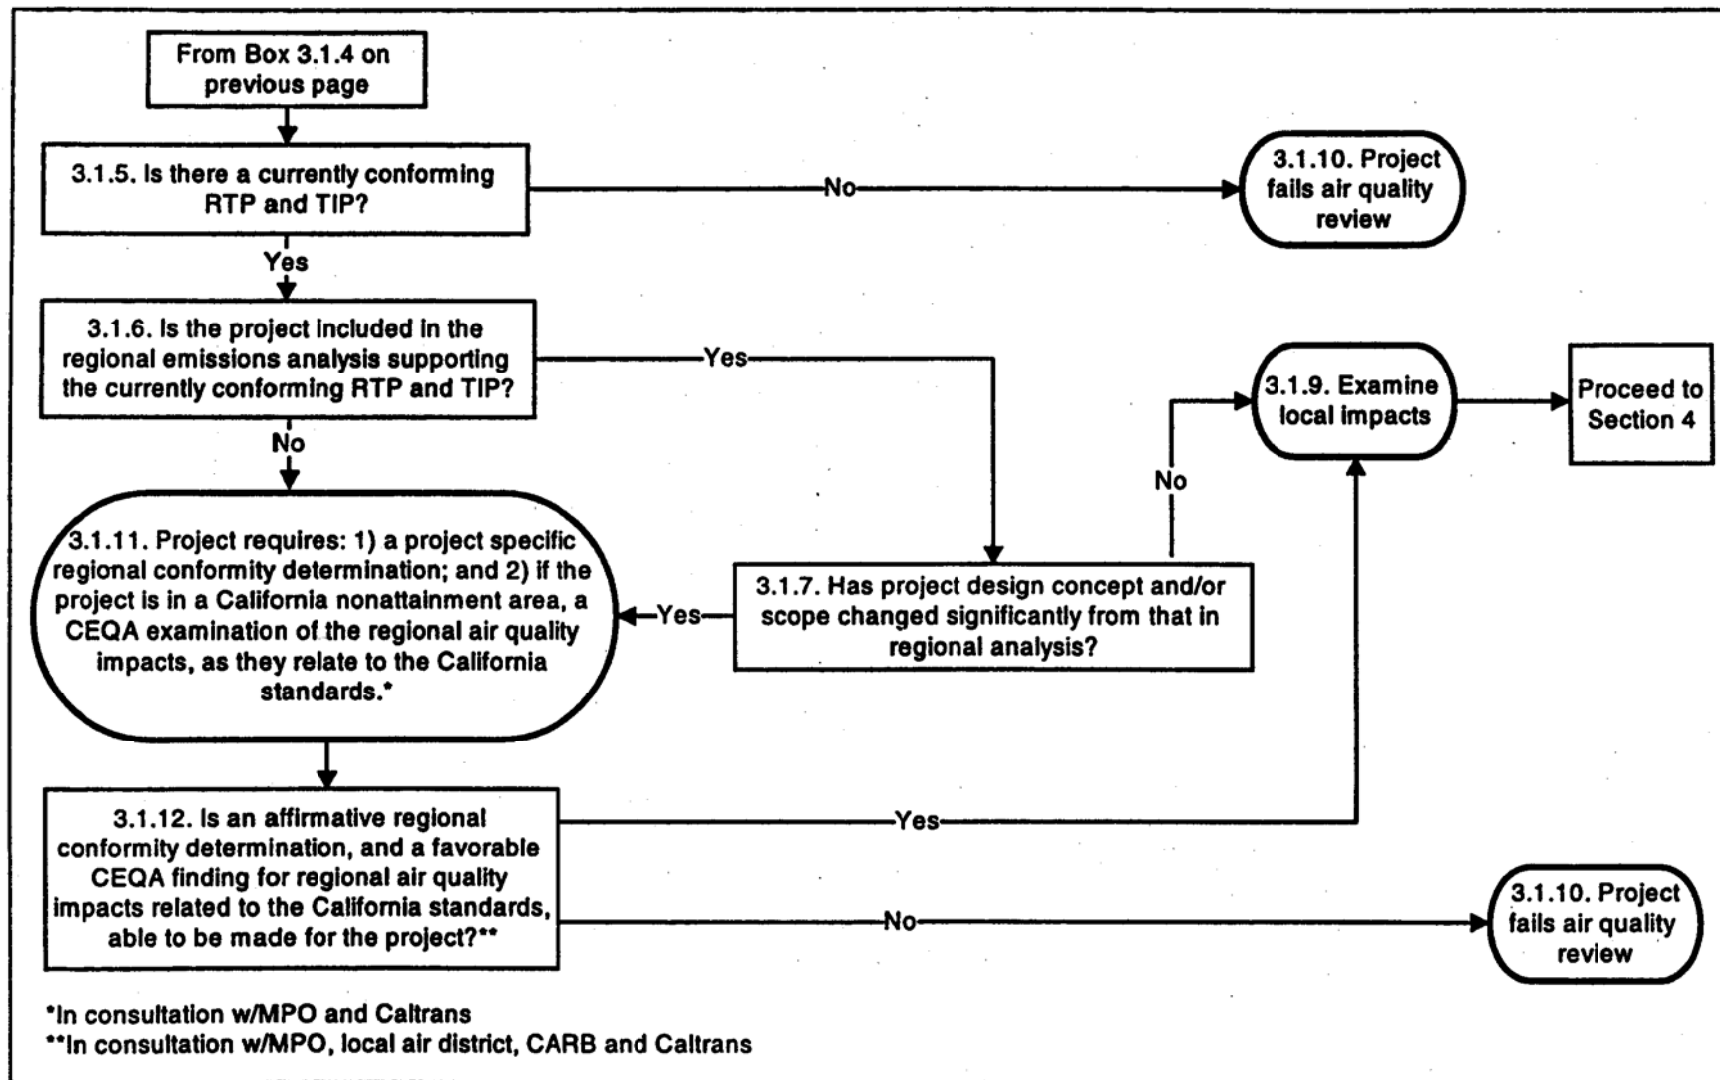 From Box 3.1.4 on
previous page
3.1.5. Is there a currently conforming
RTP and TIP?
No
3.1.10. Project
fails air quality
review
Yes
3.1.6. Is the project included in the
regional emissions analysis supporting
the currently conforming RTP and TIP?
Yes
3.1.9. Examine
local impacts
Proceed to
Section 4
No
No
3.1.11. Project requires: 1) a project specific
regional conformity determination; and 2) if the
project is in a California nonattainment area, a
CEQA examination of the regional air quality
impacts, as they relate to the California
standards.*
Yes
3.1.7. Has project design concept and/or
scope changed significantly from that in
regional analysis?
3.1.12. Is an affirmative regional
conformity determination, and a favorable
CEQA finding for regional air quality
impacts related to the California standards,
able to be made for the project?**
Yes
No
3.1.10. Project
fails air quality
review
*In consultation w/MPO and Caltrans
**In consultation w/MPO, local air district, CARB and Caltrans